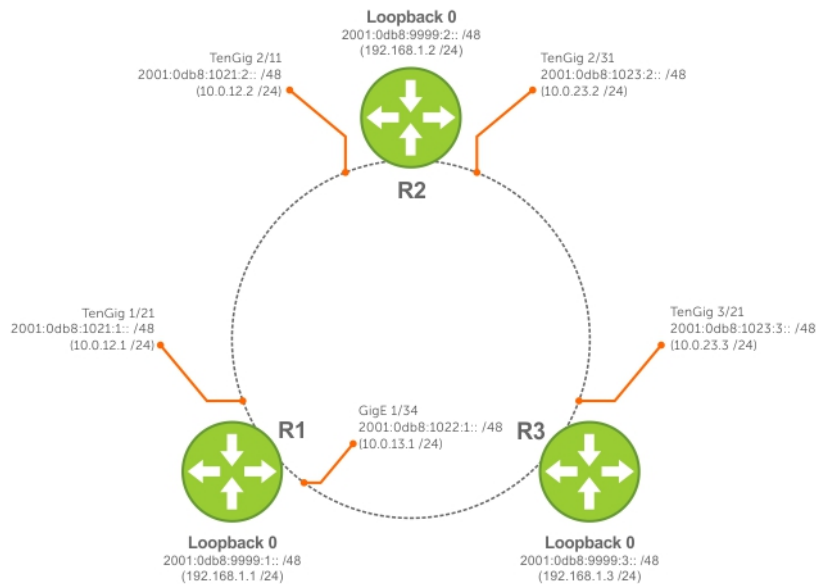 Loopback 0
2001:0db8:9999:2:: /48
(192.168.1.2 /24)
TenGig 2/11
2001:0db8:1021:2:: /48
(10.0.12.2 /24)
TenGig 2/31
2001:0db8:1023:2:: /48
(10.0.23.2 /24)
R2
TenGig 1/21
2001:0db8:1021:1:: /48
(10.0.12.1 /24)
TenGig 3/21
2001:0db8:1023:3:: /48
(10.0.23.3 /24)
GigE 1/34
2001:0db8:1022:1:: /48
(10.0.13.1 /24)
R1
R3
Loopback 0
2001:0db8:9999:1:: /48
(192.168.1.1 /24)
Loopback 0
2001:0db8:9999:3:: /48
(192.168.1.3 /24)